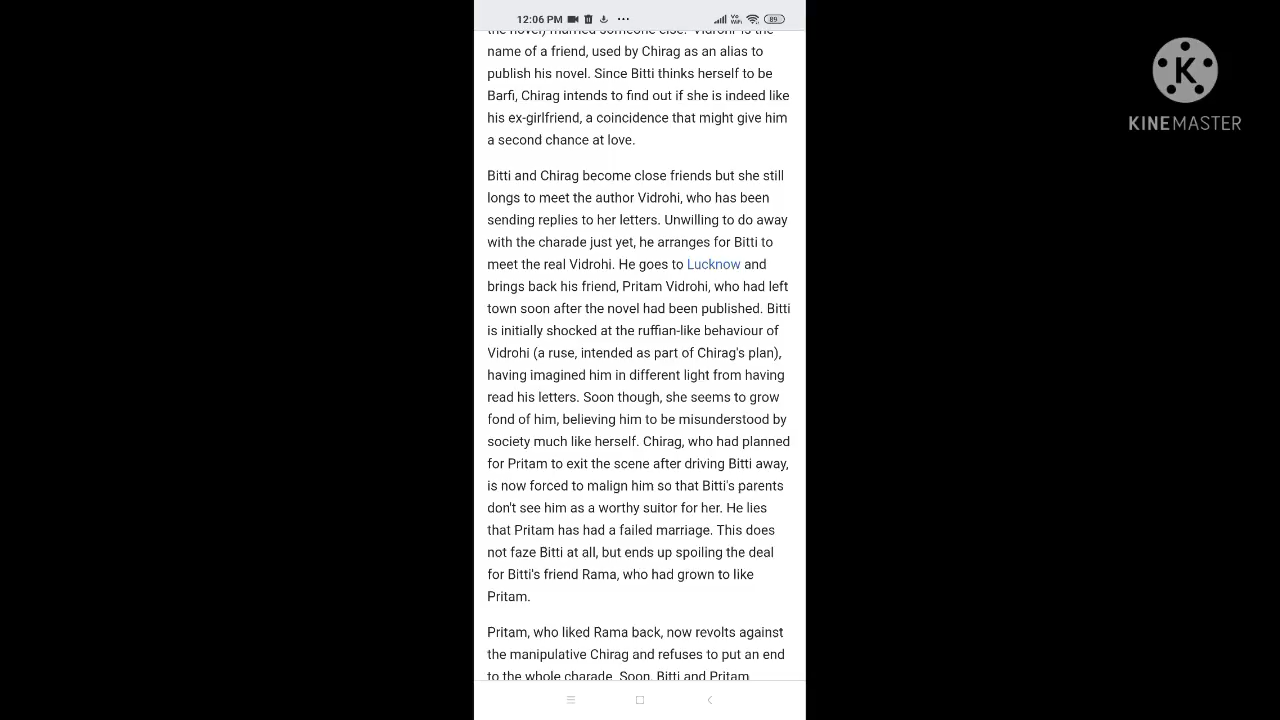 12:06 PM
Vo WiFi
89
the novel) married someone else. 'Vidrohi' is the
name of a friend, used by Chirag as an alias to
publish his novel. Since Bitti thinks herself to be
Barfi, Chirag intends to find out if she is indeed like
his ex-girlfriend, a coincidence that might give him
a second chance at love.
Bitti and Chirag become close friends but she still
longs to meet the author Vidrohi, who has been
sending replies to her letters. Unwilling to do away
with the charade just yet, he arranges for Bitti to
meet the real Vidrohi. He goes to Lucknow and
brings back his friend, Pritam Vidrohi, who had left
town soon after the novel had been published. Bitti
is initially shocked at the ruffian-like behaviour of
Vidrohi (a ruse, intended as part of Chirag's plan),
having imagined him in different light from having
read his letters. Soon though, she seems to grow
fond of him, believing him to be misunderstood by
society much like herself. Chirag, who had planned
for Pritam to exit the scene after driving Bitti away,
is now forced to malign him so that Bitti's parents
don't see him as a worthy suitor for her. He lies
that Pritam has had a failed marriage. This does
not faze Bitti at all, but ends up spoiling the deal
for Bitti's friend Rama, who had grown to like
Pritam.
Pritam, who liked Rama back, now revolts against
the manipulative Chirag and refuses to put an end
to the whole charade. Soon, Bitti and Pritam
K
KINEMASTER